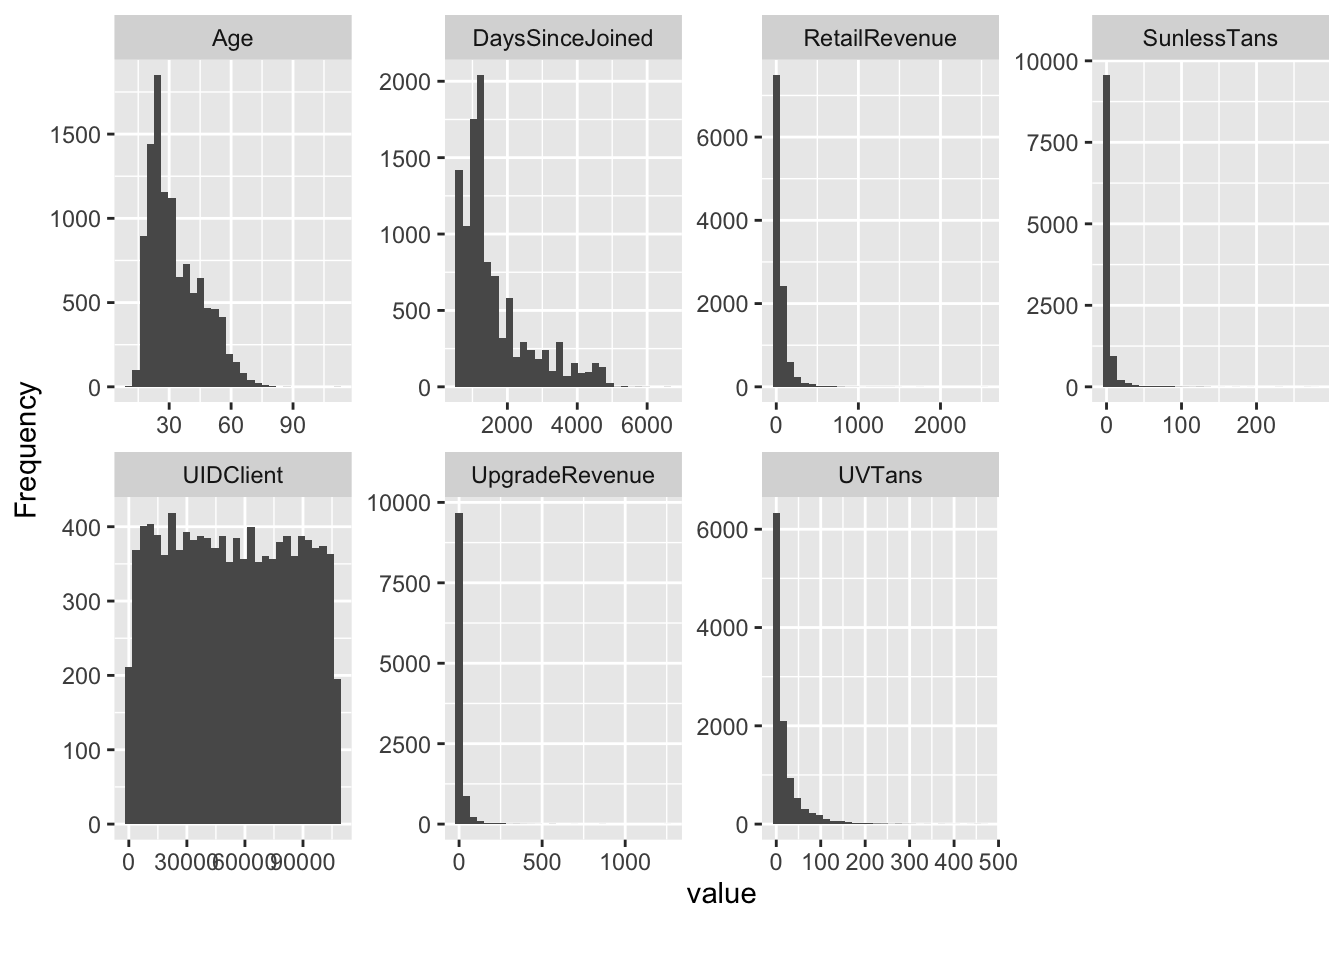 Age
DaysSinceJoined
RetailRevenue
SunlessTans
1500
1000
500
0
30 60 90
2000
1500
1000
500
0
2000 4000 6000
6000
4000
2000
0
0 1000 2000
10000
7500
5000
2500
0
0 100 200
Frequency
UIDClient
UpgradeRevenue
UVTans
400
300
200
100
0
0 30000 60000 90000
10000
7500
5000
2500
0
0 500 1000
6000
4000
2000
0
0 100 200 300 400 500
value